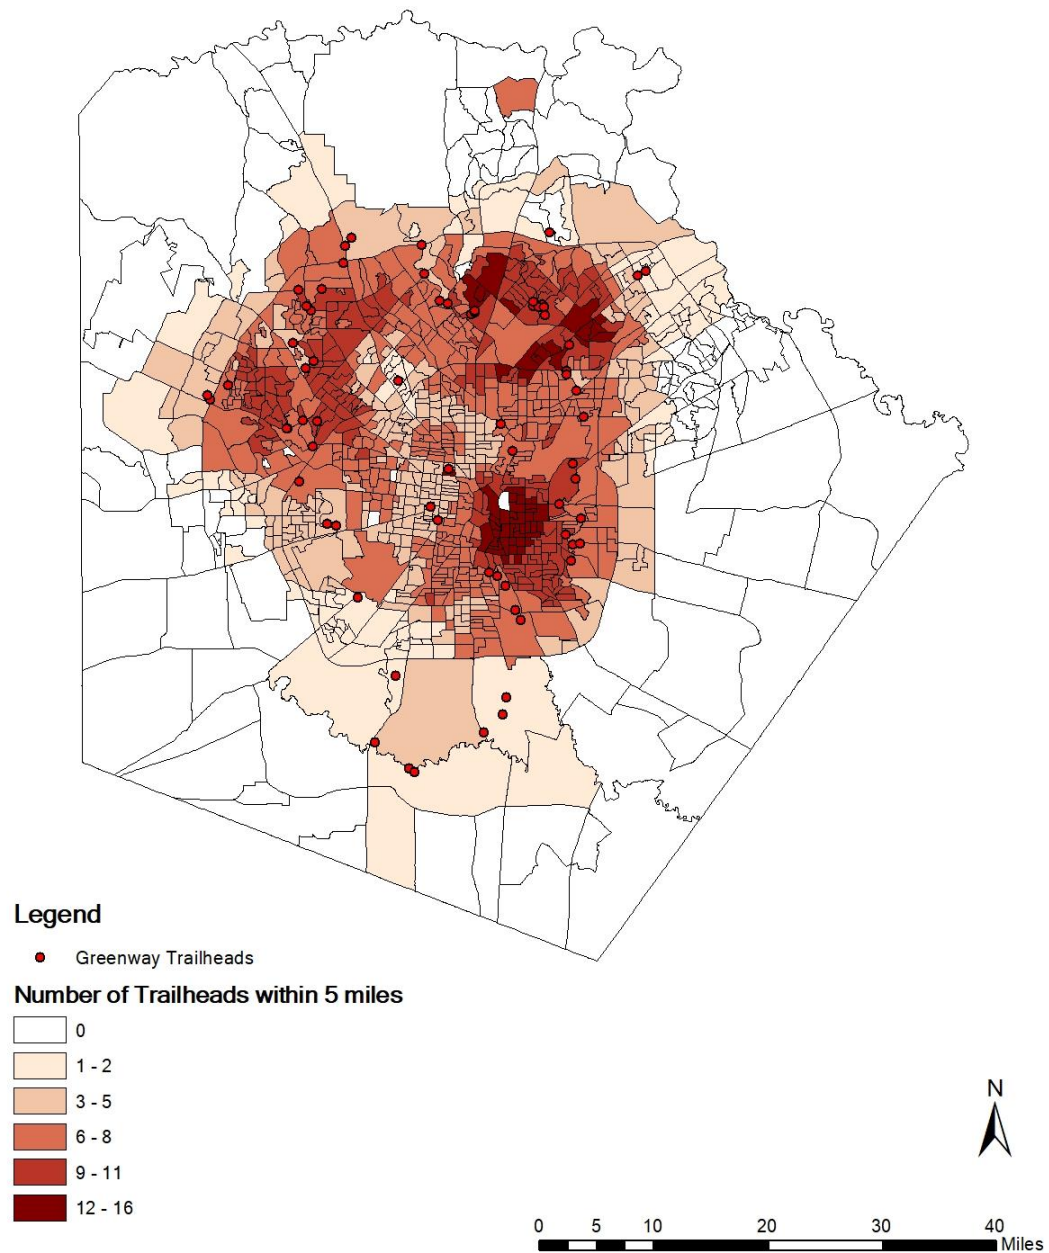 Legend
Greenway Trailheads
Number of Trailheads within 5 miles
0
1 - 2
3 - 5
6 - 8
9 - 11
12 - 16
N
0 5 10 20 30 40
Miles